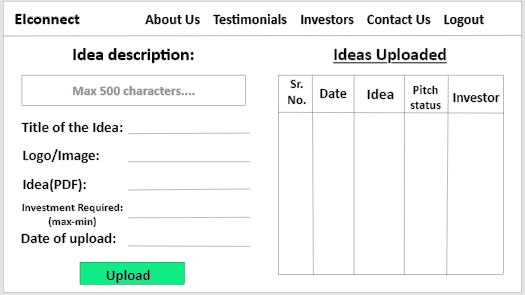 Elconnect About Us Testimonials Investors Contact Us Logout
Idea description:
Max 500 characters....
Title of the Idea:
Logo/Image:
Idea(PDF):
Investment Required:
(max-min)
Date of upload:
Upload
Ideas Uploaded
Sr.
No.
Date
Idea
Pitch
status
Investor